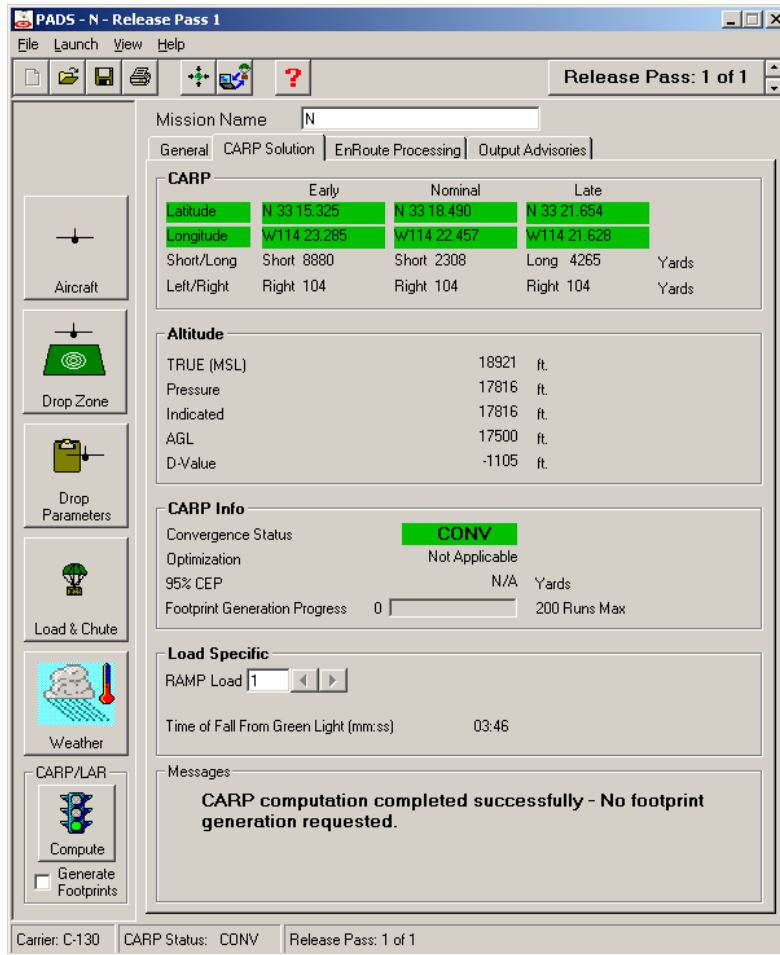 PADS - N - Release Pass 1
File Launch View Help
Release Pass: 1 of 1
Mission Name N
General CARP Solution EnRoute Processing Output Advisories
CARP
Early Nominal Late
Latitude N 33 15.325 N 33 18.490 N 33 21.654
Longitude W114 23.285 W114 22.457 W114 21.628
Short/Long Short 8880 Short 2308 Long 4265 Yards
Left/Right Right 104 Right 104 Right 104 Yards
Aircraft
Altitude
TRUE (MSL) 18921 ft.
Pressure 17816 ft.
Indicated 17816 ft.
AGL 17500 ft.
D-Value -1105 ft.
Drop Zone
Drop
Parameters
CARP Info
Convergence Status CONV
Optimization Not Applicable
95% CEP N/A Yards
Footprint Generation Progress 0 200 Runs Max
Load & Chute
Load Specific
RAMP Load 1
Time of Fall From Green Light (mm:ss) 03:46
Weather
CARP/LAR
Compute
Generate
Footprints
Messages
CARP computation completed successfully - No footprint
generation requested.
Carrier: C-130 CARP Status: CONV Release Pass: 1 of 1